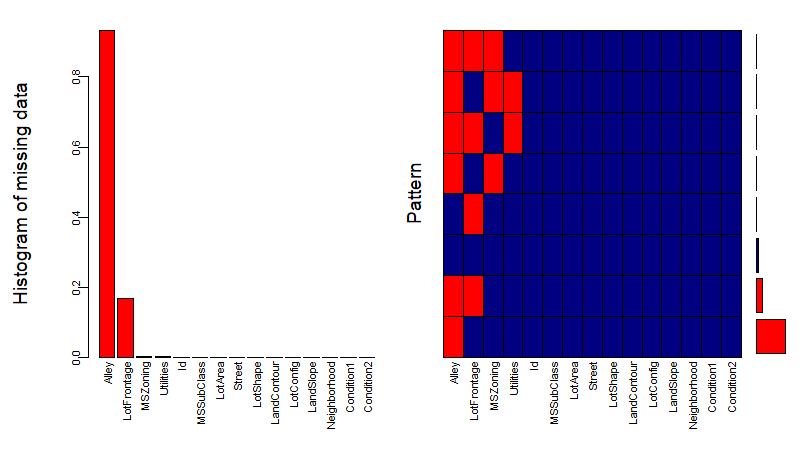 Histogram of missing data
0.8
0.6
0.4
0.2
0.0
Alley
LotFrontage
MSZoning
Utilities
Id
MSSubClass
LotArea
Street
LotShape
LandContour
LotConfig
LandSlope
Neighborhood
Condition1
Condition2
Pattern
Alley
LotFrontage
MSZoning
Utilities
Id
MSSubClass
LotArea
Street
LotShape
LandContour
LotConfig
LandSlope
Neighborhood
Condition1
Condition2